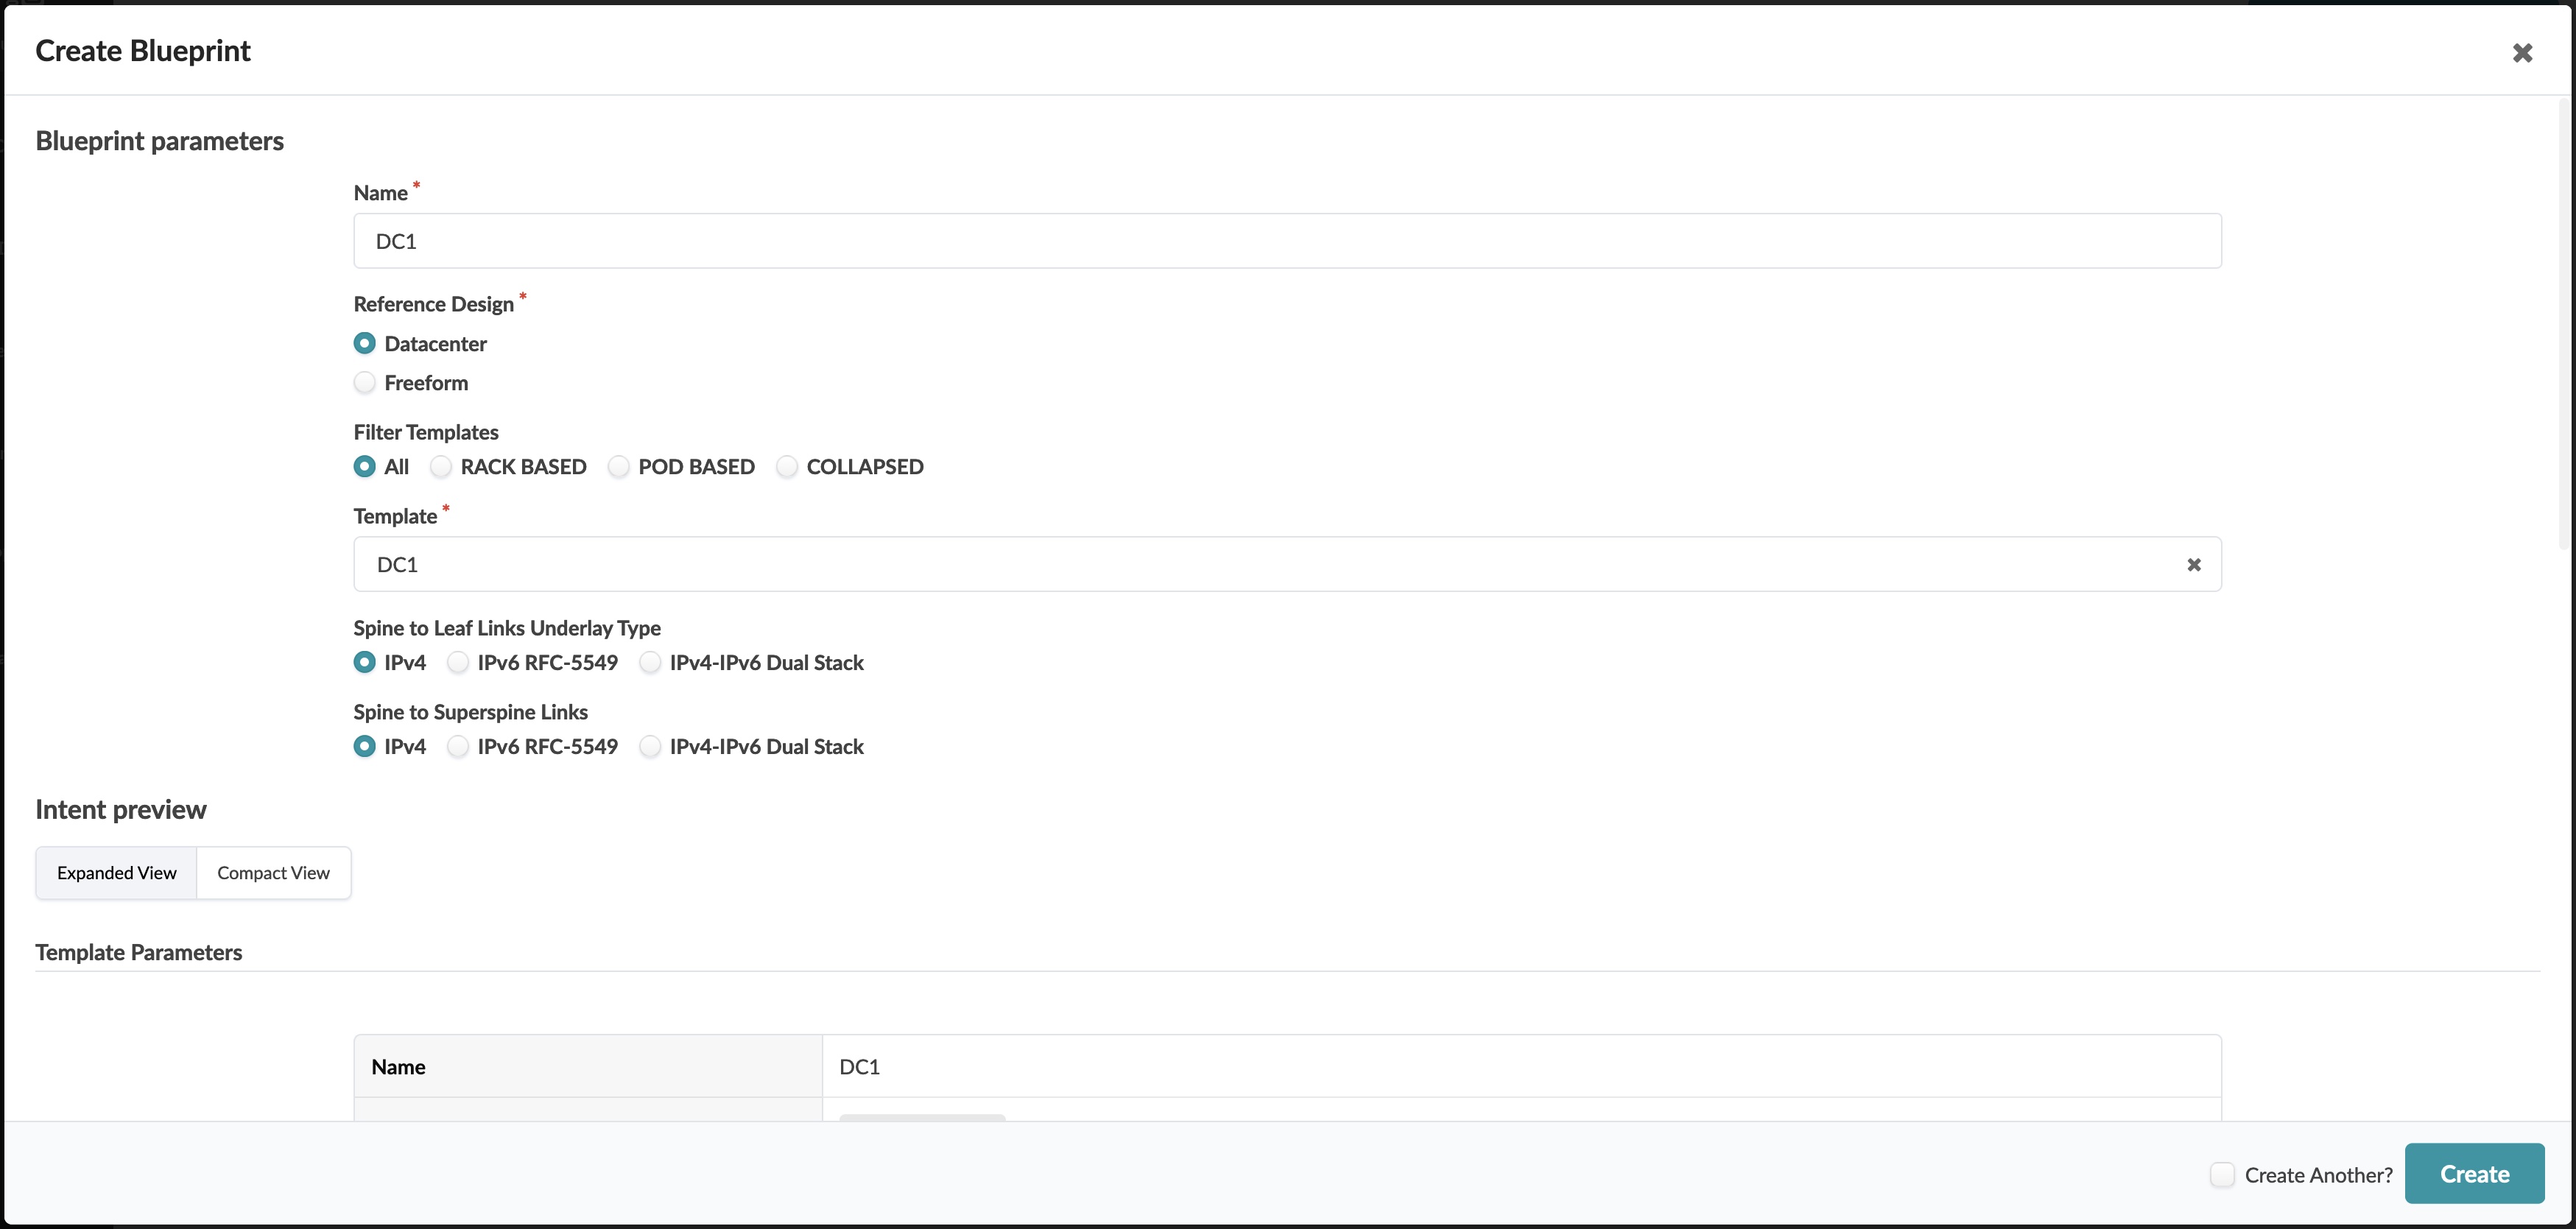 Create Blueprint
Blueprint parameters
Name *
DC1
Reference Design *
Datacenter
Freeform
Filter Templates
All RACK BASED POD BASED COLLAPSED
Template *
DC1
Spine to Leaf Links Underlay Type
IPv4 IPv6 RFC-5549 IPv4-IPv6 Dual Stack
Spine to Superspine Links
IPv4 IPv6 RFC-5549 IPv4-IPv6 Dual Stack
Intent preview
Expanded View Compact View
Template Parameters
Name DC1
Create Another? Create